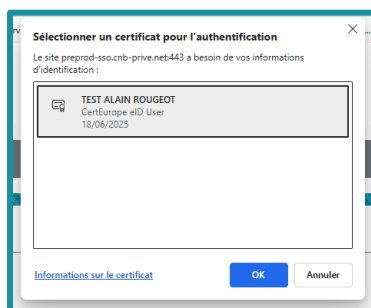 Sélectionner un certificat pour l'authentification
Le site preprod-sso.cnb-prive.net:443 a besoin de vos informations
d'identification :
TEST ALAIN ROUGEOT
CertEurope eID User
18/06/2025
Informations sur le certificat
OK
Annuler